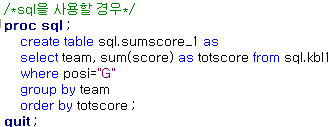 /*sql을 사용할 경우*/
proc sql;
create table sql.sumscore_1 as
select team, sum(score) as totscore from sql.kbl1
where posi="G"
group by team
order by totscore;
quit;